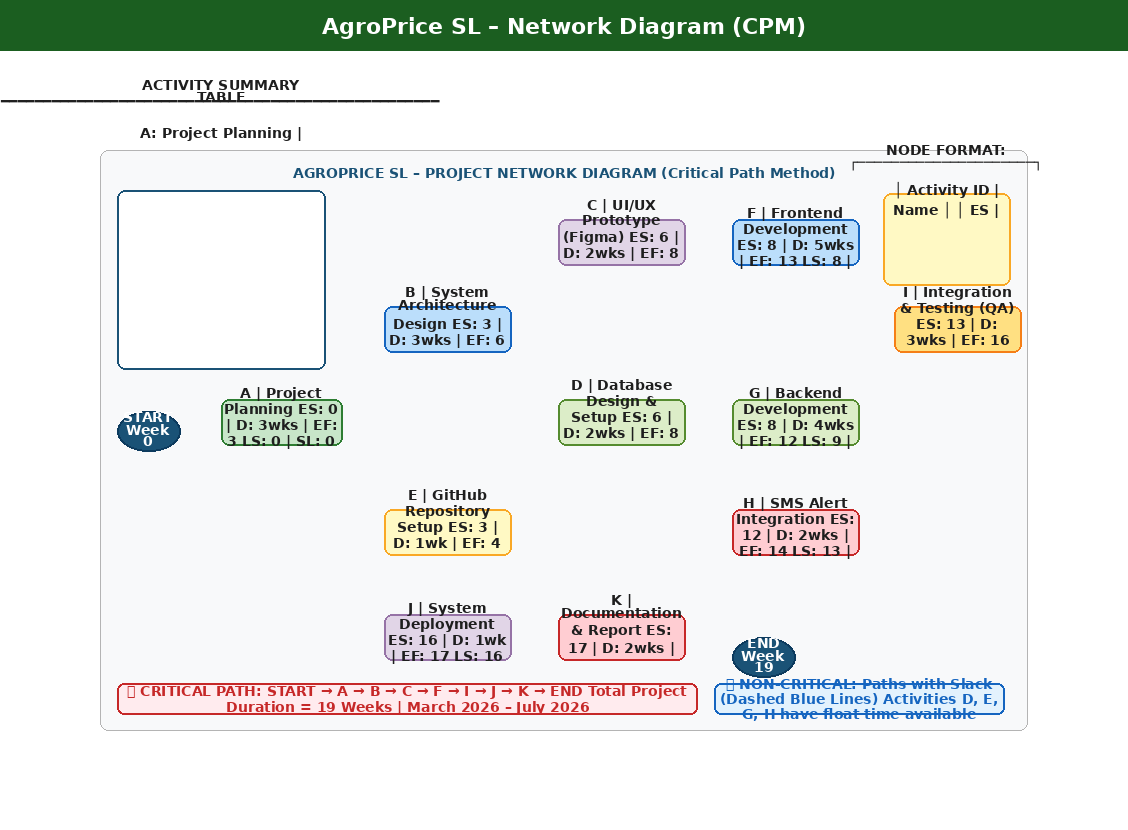 AgroPrice SL – Network Diagram (CPM)
ACTIVITY SUMMARY
TABLE
A: Project Planning |
NODE FORMAT:
AGROPRICE SL – PROJECT NETWORK DIAGRAM (Critical Path Method)
│ Activity ID |
Name │ │ ES |
C | UI/UX
Prototype
(Figma) ES: 6 |
D: 2wks | EF: 8
F | Frontend
Development
ES: 8 | D: 5wks
| EF: 13 LS: 8 |
B | System
Architecture
Design ES: 3 |
D: 3wks | EF: 6
I | Integration
& Testing (QA)
ES: 13 | D:
3wks | EF: 16
START
Week
0
A | Project
Planning ES: 0
| D: 3wks | EF:
3 LS: 0 | SL: 0
D | Database
Design &
Setup ES: 6 |
D: 2wks | EF: 8
G | Backend
Development
ES: 8 | D: 4wks
| EF: 12 LS: 9 |
E | GitHub
Repository
Setup ES: 3 |
D: 1wk | EF: 4
H | SMS Alert
Integration ES:
12 | D: 2wks |
EF: 14 LS: 13 |
J | System
Deployment
ES: 16 | D: 1wk
| EF: 17 LS: 16
K |
Documentation
& Report ES:
17 | D: 2wks |
END
Week
19
CRITICAL PATH: START → A → B → C → F → I → J → K → END Total Project
Duration = 19 Weeks | March 2026 – July 2026
NON-CRITICAL: Paths with Slack
(Dashed Blue Lines) Activities D, E,
G, H have float time available